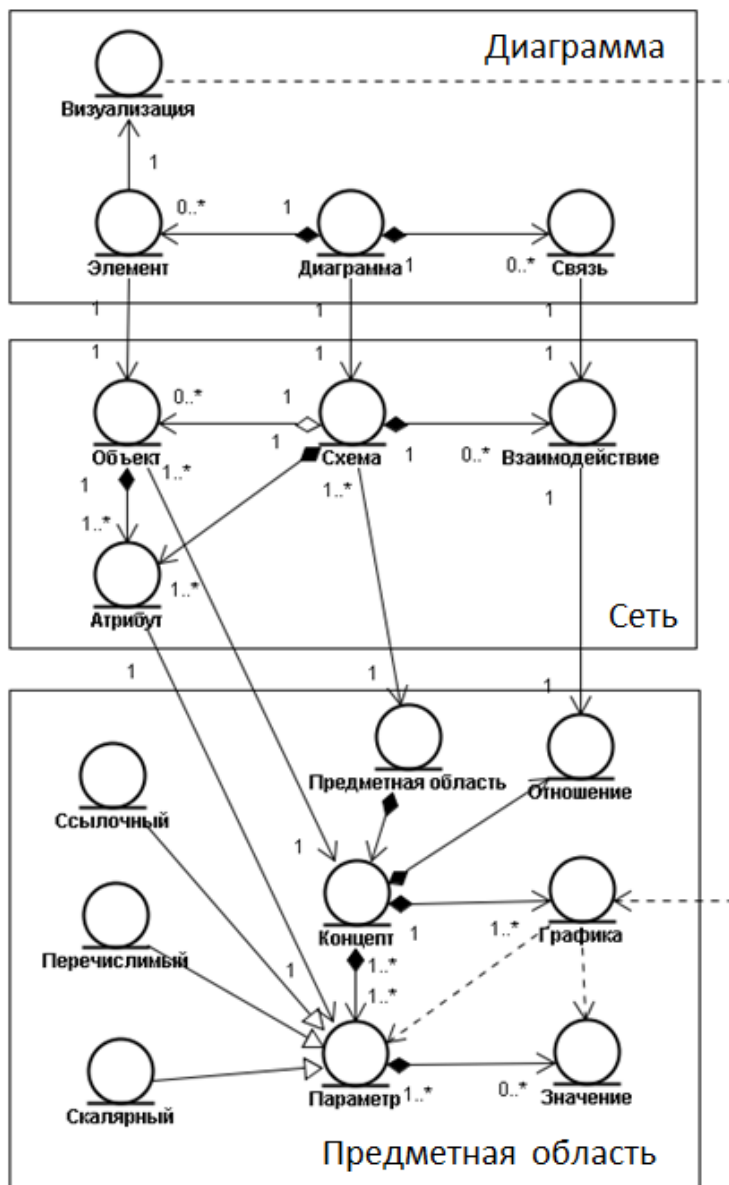 Диаграмма
Визуализация
1
0..*
1
Элемент
Диаграмма
1
0..*
Связь
1
1
1
1
1
1
0..*
1
Объект
1..*
1
Схема
1
0..*
Взаимодействие
1
1..*
1
1..*
1..*
Атрибут
Сеть
1
1
1
Предметная область
Отношение
Ссылочный
1
Концепт
1
1..*
Графика
Перечислимый
1
1..*
1..*
Скалярный
Параметр
1..*
0..*
Значение
Предметная область